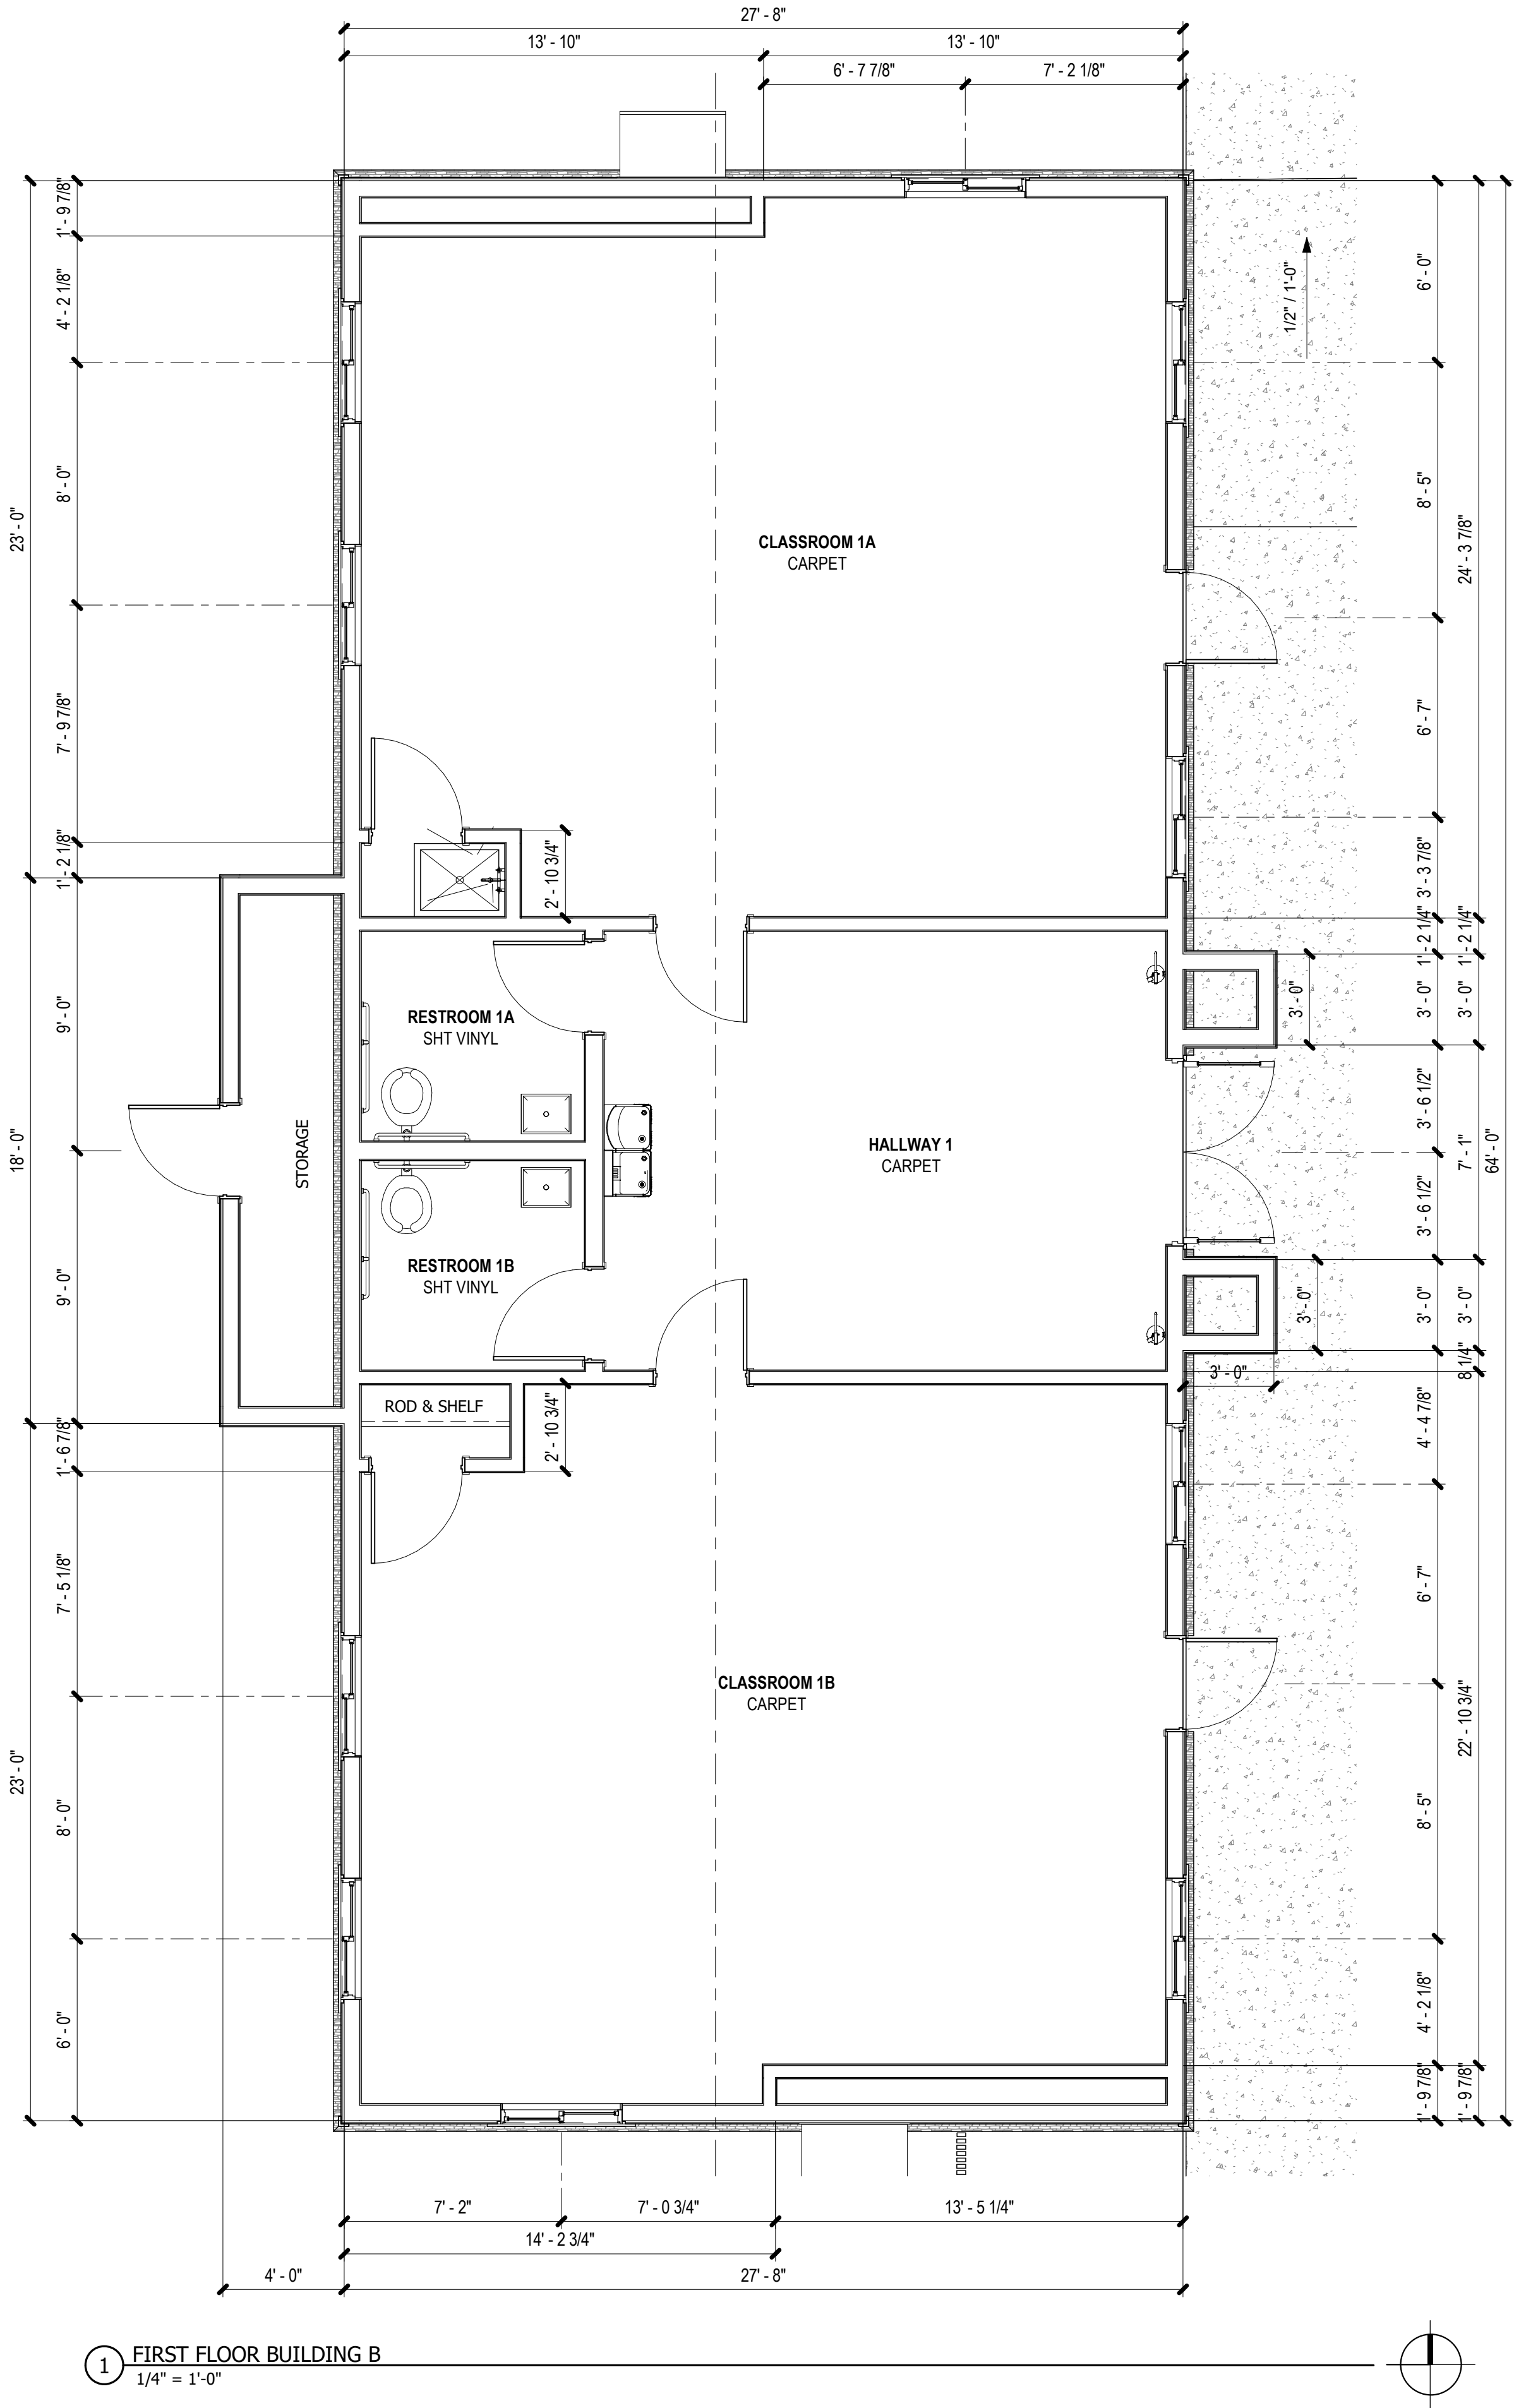 27' - 8"
13' - 10"
13' - 10"
6' - 7 7/8"
7' - 2 1/8"
1' - 9 7/8"
4' - 2 1/8"
8' - 0"
7' - 9 7/8"
1' - 2 1/8"
9' - 0"
9' - 0"
1' - 6 7/8"
7' - 5 1/8"
8' - 0"
6' - 0"
23' - 0"
18' - 0"
23' - 0"
CLASSROOM 1A
CARPET
2' - 10 3/4"
RESTROOM 1A
SHT VINYL
STORAGE
HALLWAY 1
CARPET
RESTROOM 1B
SHT VINYL
ROD & SHELF
2' - 10 3/4"
CLASSROOM 1B
CARPET
1/2" / 1'-0"
3' - 0"
3' - 0"
3' - 0"
6' - 0"
8' - 5"
6' - 7"
3' - 3 7/8"
1' - 2 1/4"
3' - 0"
3' - 6 1/2"
3' - 6 1/2"
3' - 0"
4' - 4 7/8"
6' - 7"
8' - 5"
4' - 2 1/8"
1' - 9 7/8"
24' - 3 7/8"
1' - 2 1/4"
3' - 0"
7' - 1"
3' - 0"
8 1/4"
22' - 10 3/4"
1' - 9 7/8"
64' - 0"
7' - 2"
7' - 0 3/4"
13' - 5 1/4"
14' - 2 3/4"
4' - 0"
27' - 8"
1
FIRST FLOOR BUILDING B
1/4" = 1'-0"